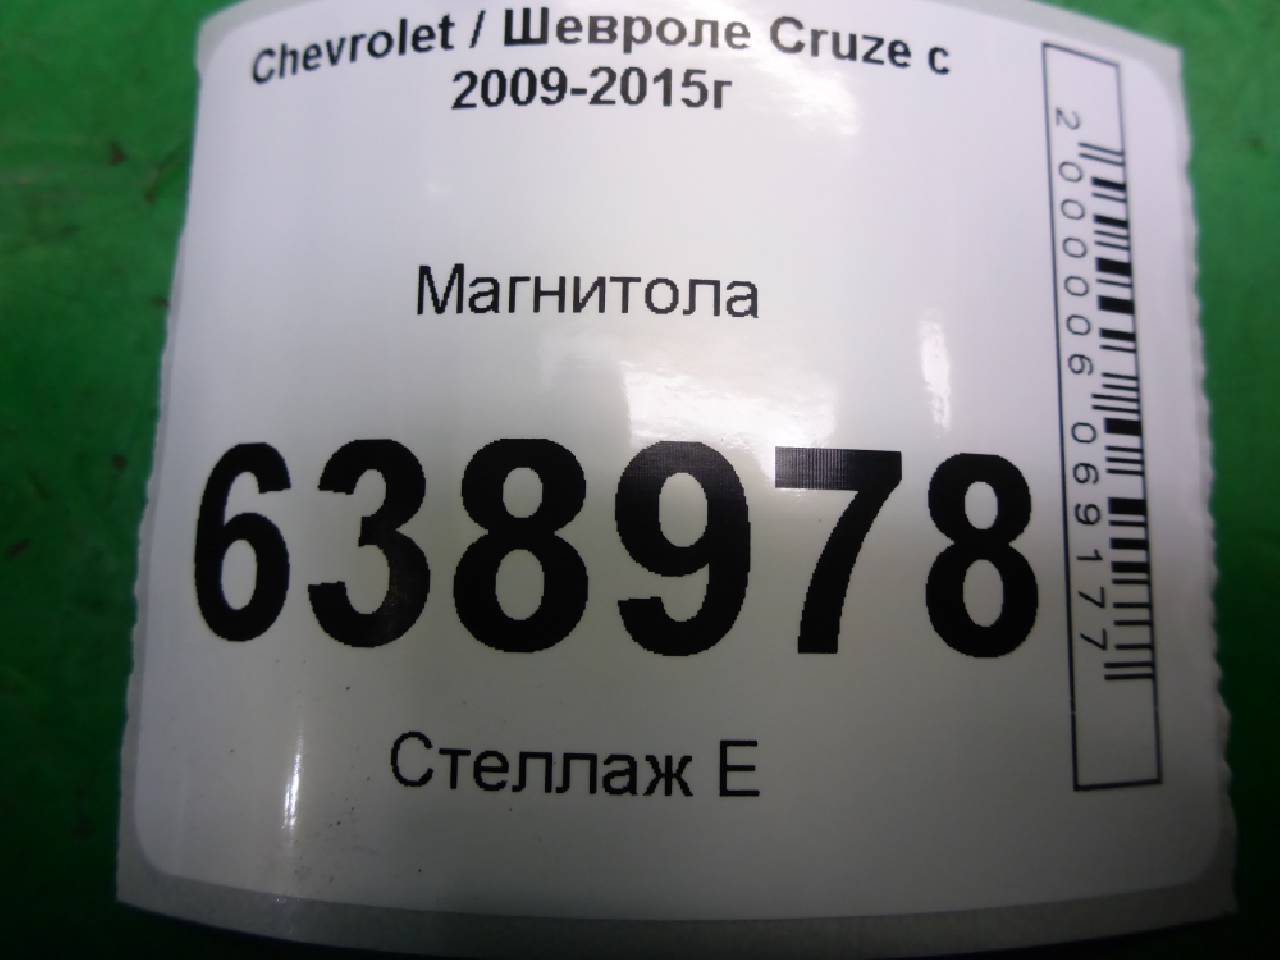 Chevrolet / Шевроле Cruze с
2009-2015г
Магнитола
638978
Стеллаж Е
2000006069177